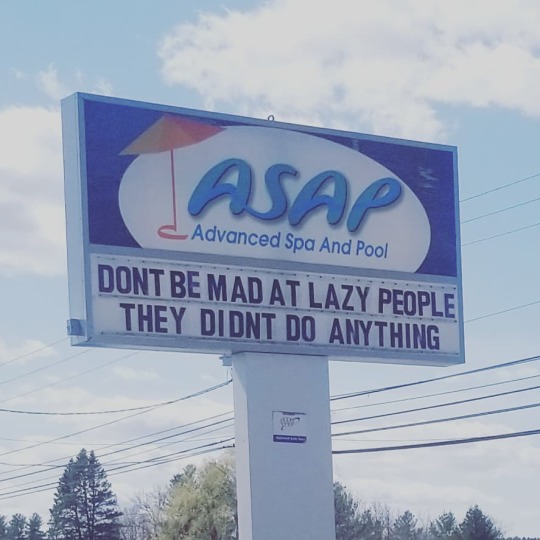 ASAP
Advanced Spa And Pool
DONT BE MAD AT LAZY PEOPLE
THEY DIDNT DO ANYTHING